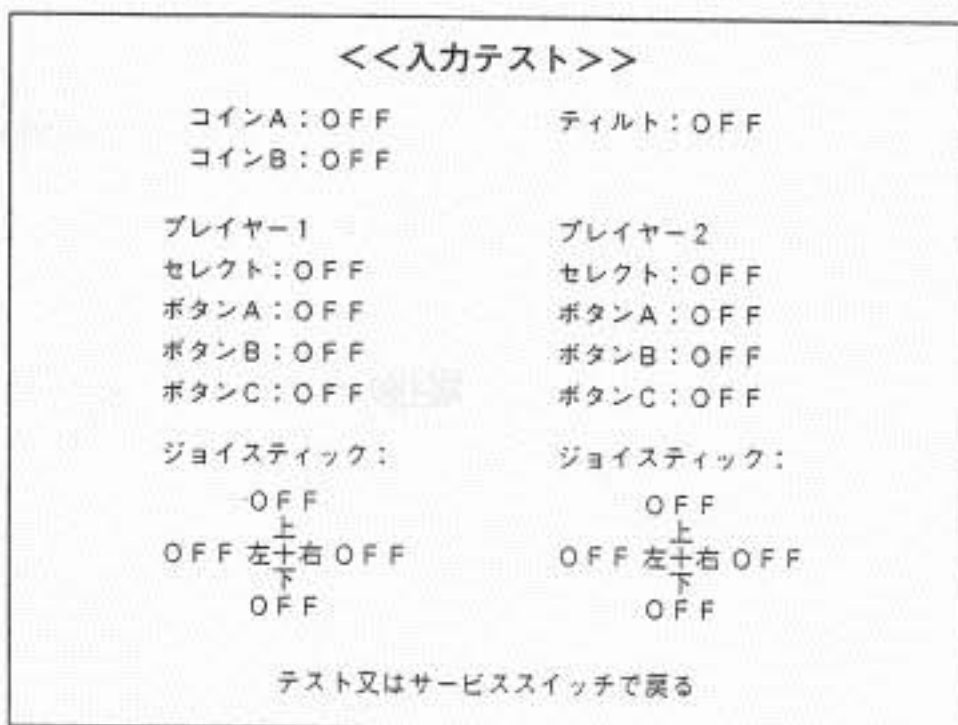 <<入力テスト>>
コインA:OFF ティルト:OFF
コインB:OFF
プレイヤー1 プレイヤー2
セレクト:OFF セレクト:OFF
ボタンA:OFF ボタンA:OFF
ボタンB:OFF ボタンB:OFF
ボタンC:OFF ボタンC:OFF
ジョイスティック: ジョイスティック:
OFF OFF
上 上
OFF 左十右 OFF OFF 左十右 OFF
下 下
OFF OFF
テスト又はサービススイッチで戻る